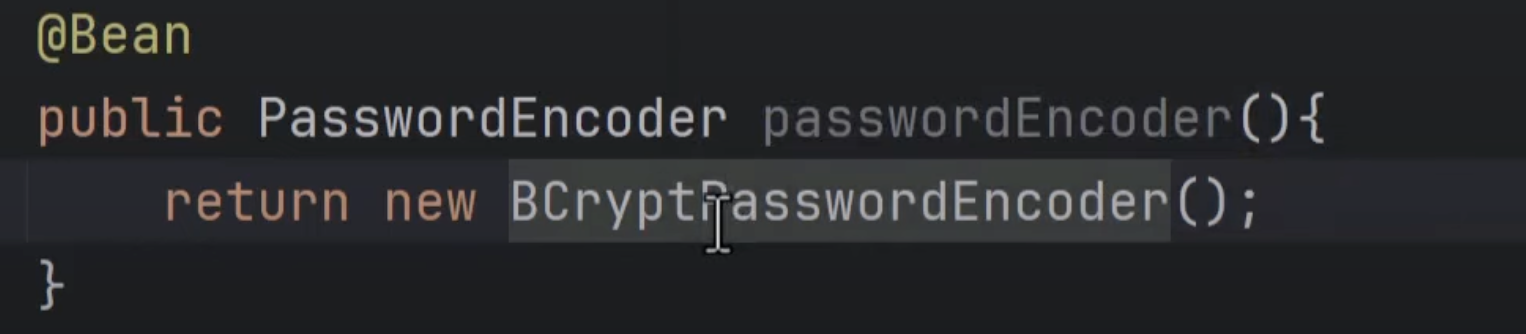 @Bean
public PasswordEncoder passwordEncoder(){
    return new BCryptPasswordEncoder();
}